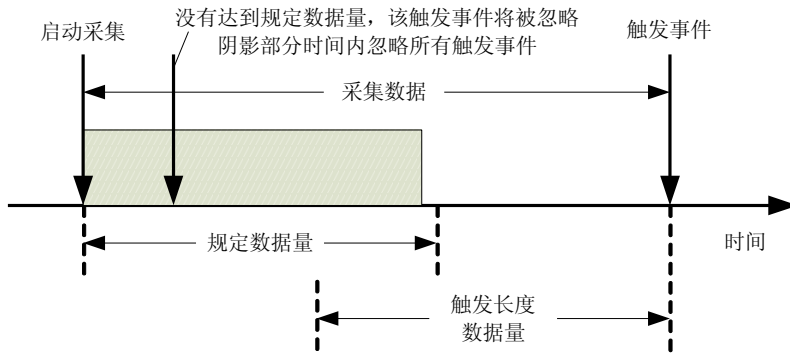 没有达到规定数据量，该触发事件将被忽略
启动采集
阴影部分时间内忽略所有触发事件
触发事件
采集数据
规定数据量
时间
触发长度
数据量